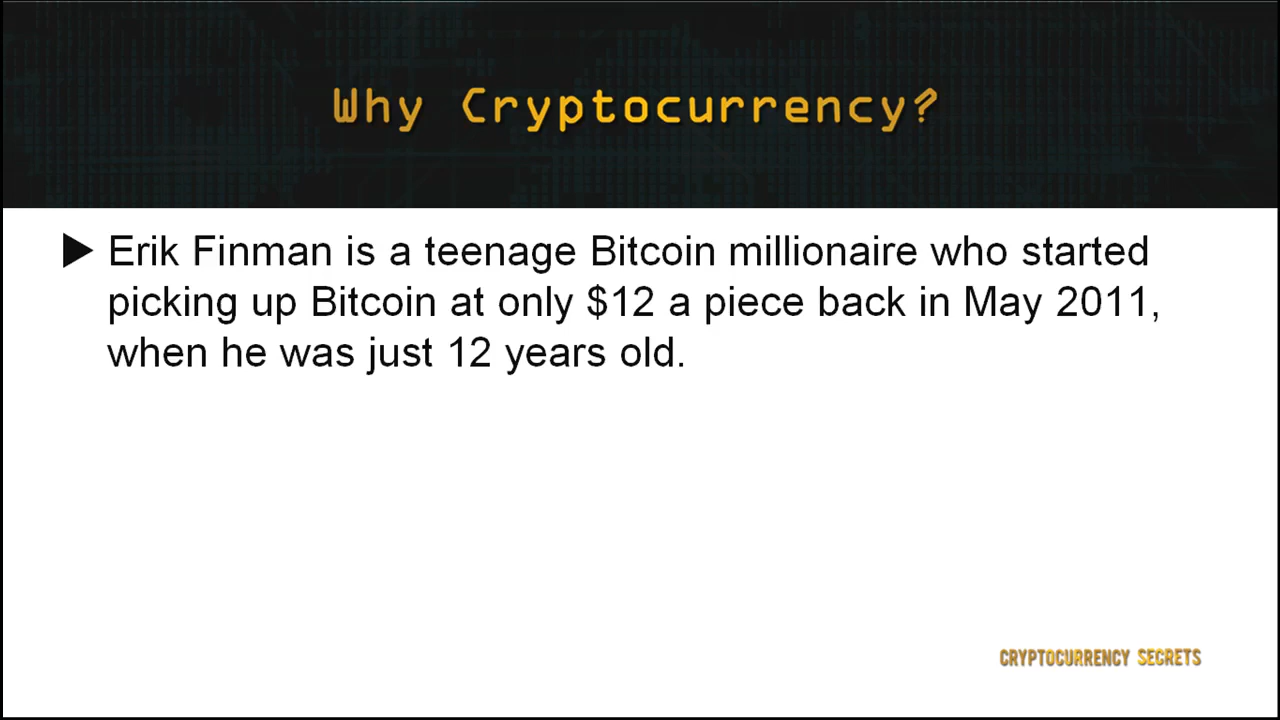 Why Cryptocurrency?
Erik Finman is a teenage Bitcoin millionaire who started
picking up Bitcoin at only $12 a piece back in May 2011,
when he was just 12 years old.
CRYPTOCURRENCY SECRETS